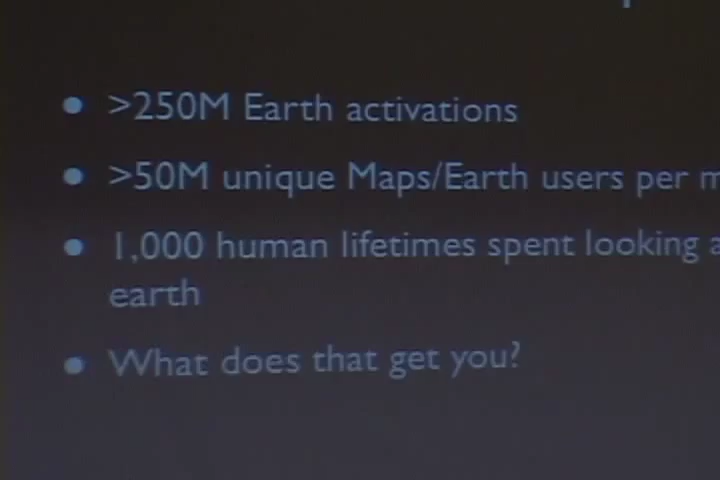 >250M Earth activations
>50M unique Maps/Earth users per
1,000 human lifetimes spent looking
earth
What does that get you?